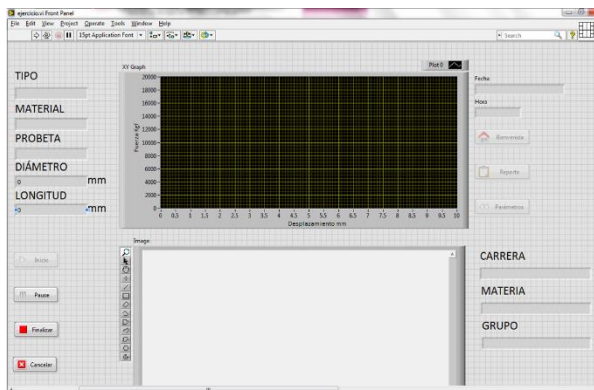 ejercicio.vi Front Panel
File Edit View Project Operate Tools Window Help
15pt Application Font
Search
TIPO
MATERIAL
PROBETA
DIÁMETRO
0 mm
LONGITUD
0 mm
Inicio
Pause
Finalizar
Cancelar
XY Graph
Plot 0
Fuerza Kgf
20000
18000
16000
14000
12000
10000
8000
6000
4000
2000
0
0 0.5 1 1.5 2 2.5 3 3.5 4 4.5 5 5.5 6 6.5 7 7.5 8 8.5 9 9.5 10
Desplazamiento mm
Image
Fecha
Hora
Bienvenida
Reporte
Parámetros
CARRERA
MATERIA
GRUPO